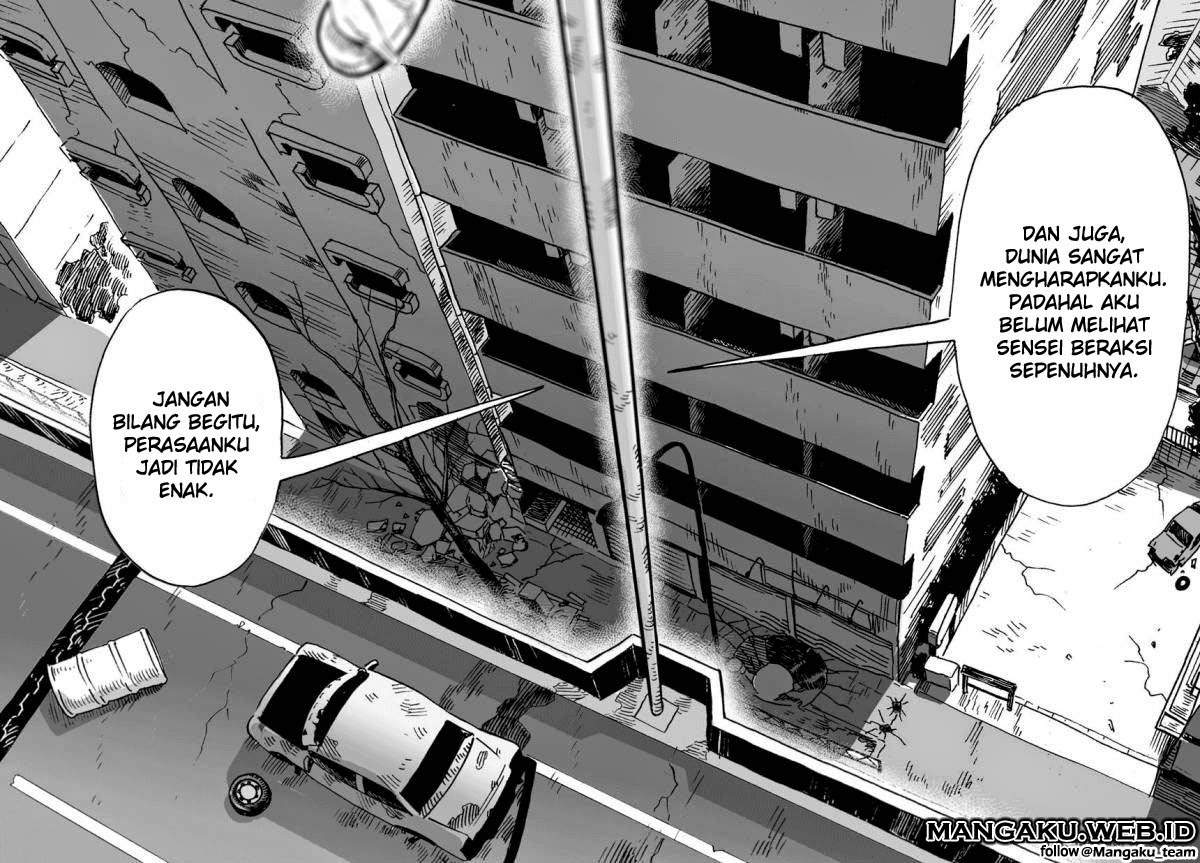 DAN JUGA,
DUNIA SANGAT
MENGHARAPKANKU.
PADAHAL AKU
BELUM MELIHAT
SENSEI BERAKSI
SEPENUHNYA.
JANGAN
BILANG BEGITU,
PERASAANKU
JADI TIDAK
ENAK.
MANGAKU.WEB.ID
follow @Mangaku_team